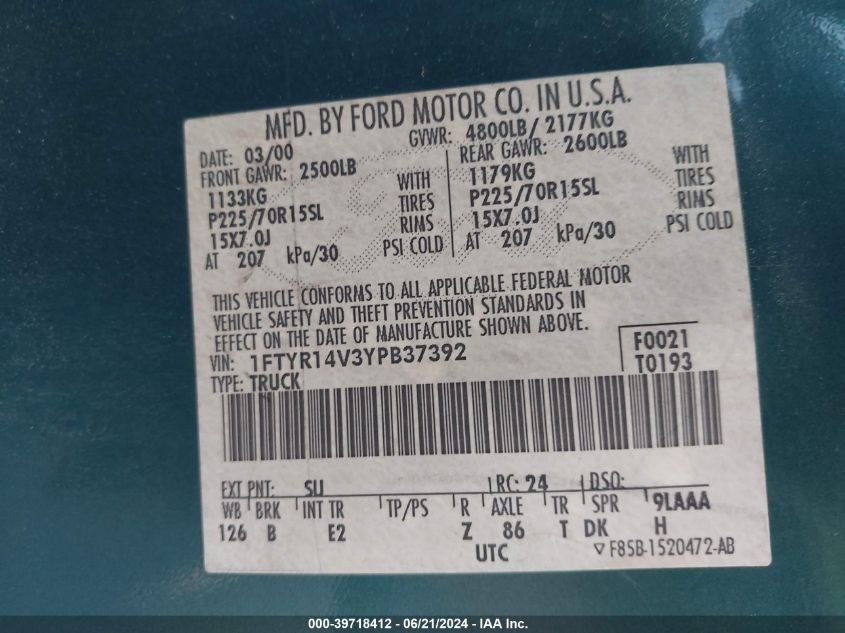 MFD. BY FORD MOTOR CO. IN U.S.A.
DATE: 03/00 GVWR: 4800LB/ 2177KG
FRONT GAWR: 2500LB REAR GAWR: 2600LB
1133KG WITH 1179KG WITH
P225/70R15SL TIRES P225/70R15SL TIRES
15X7.0J RIMS 15X7.0J RIMS
AT 207 kPa/30 PSI COLD AT 207 kPa/30 PSI COLD
THIS VEHICLE CONFORMS TO ALL APPLICABLE FEDERAL MOTOR
VEHICLE SAFETY AND THEFT PREVENTION STANDARDS IN
EFFECT ON THE DATE OF MANUFACTURE SHOWN ABOVE.
VIN: 1FTYR14V3YPB37392 F0021
TYPE: TRUCK T0193
EXT PNT: SU RC: 24 DSO:
WB BRK INT TR TP/PS R AXLE TR SPR 9LAAA
126 B E2 Z 86 T DK H
UTC ▽ F85B-1520472-AB
000-39718412 - 06/21/2024 - IAA Inc.